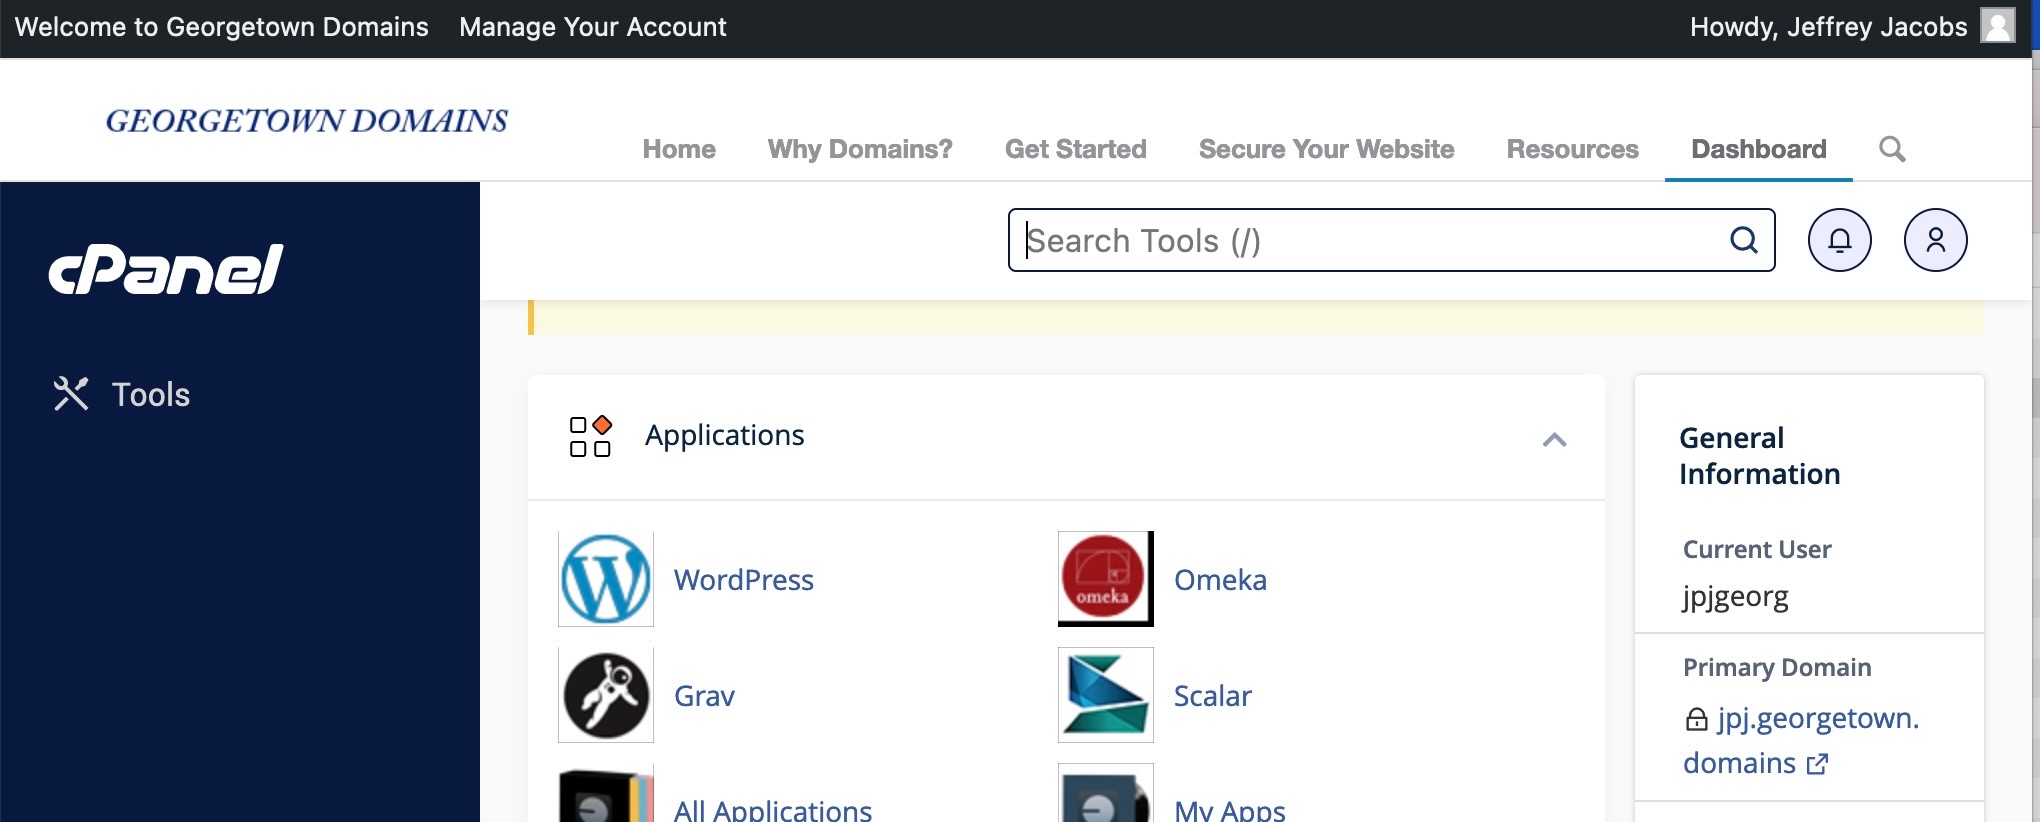 Welcome to Georgetown Domains Manage Your Account Howdy, Jeffrey Jacobs
GEORGETOWN DOMAINS
Home Why Domains? Get Started Secure Your Website Resources Dashboard
cPanel
Search Tools (/)
Tools
Applications
WordPress
omeka
Omeka
Grav
Scalar
All Applications
My Apps
General
Information
Current User
jpjgeorg
Primary Domain
jpj.georgetown.
domains